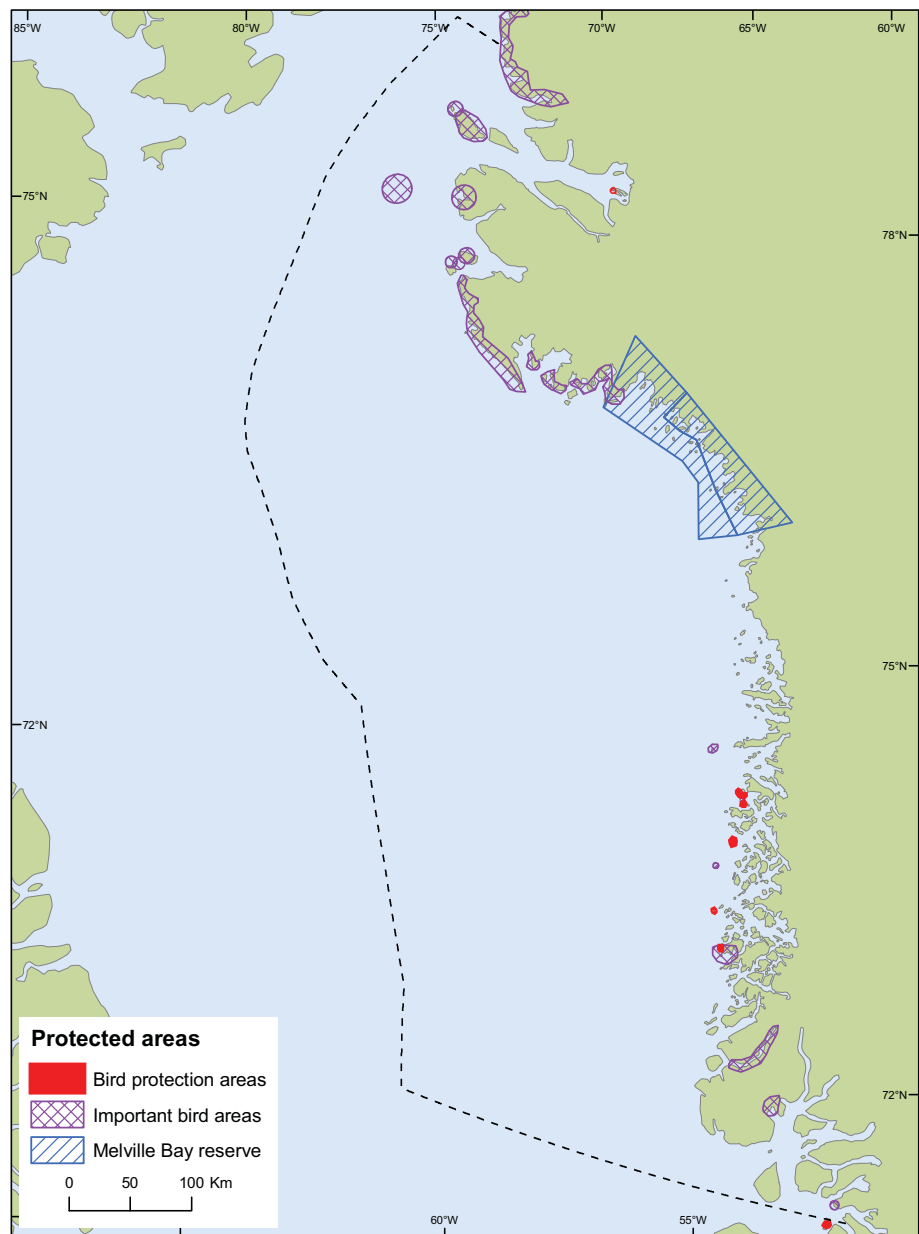 85°W 80°W 75°W 70°W 65°W 60°W
75°N
78°N
75°N
72°N
72°N
Protected areas
Bird protection areas
Important bird areas
Melville Bay reserve
0 50 100 Km
60°W 55°W